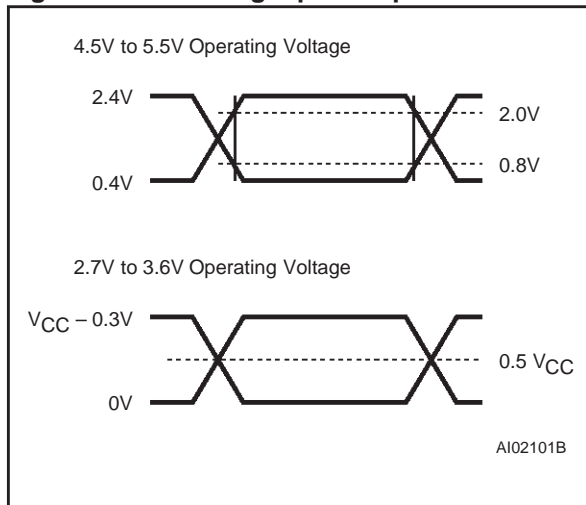 4.5V to 5.5V Operating Voltage
2.4V
2.0V
0.8V
0.4V
2.7V to 3.6V Operating Voltage
VCC – 0.3V
0.5 VCC
0V
AI02101B